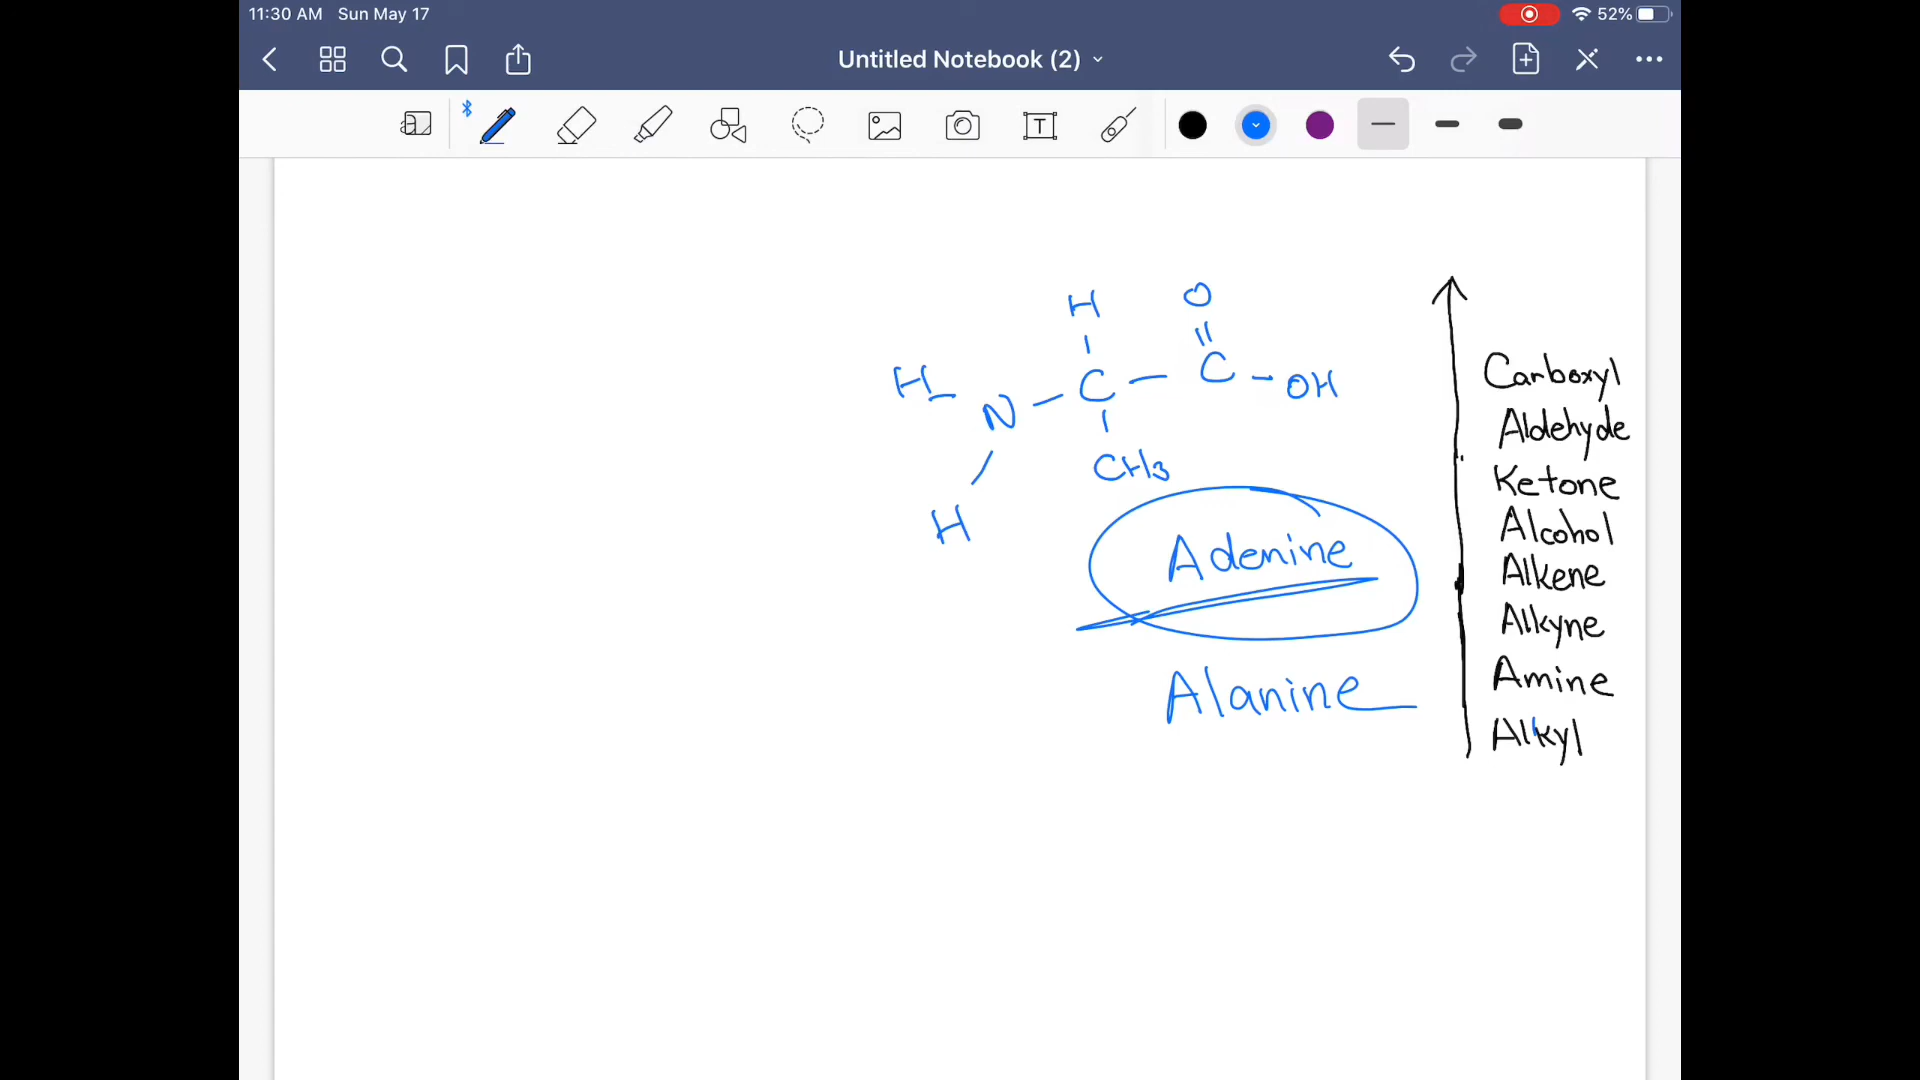 11:30 AM Sun May 17
52%
Untitled Notebook (2)
a
T
H O
H N C C OH
CH3
H
Adenine
Alanine
Carboxyl
Aldehyde
Ketone
Alcohol
Alkene
Alkyne
Amine
Alkyl